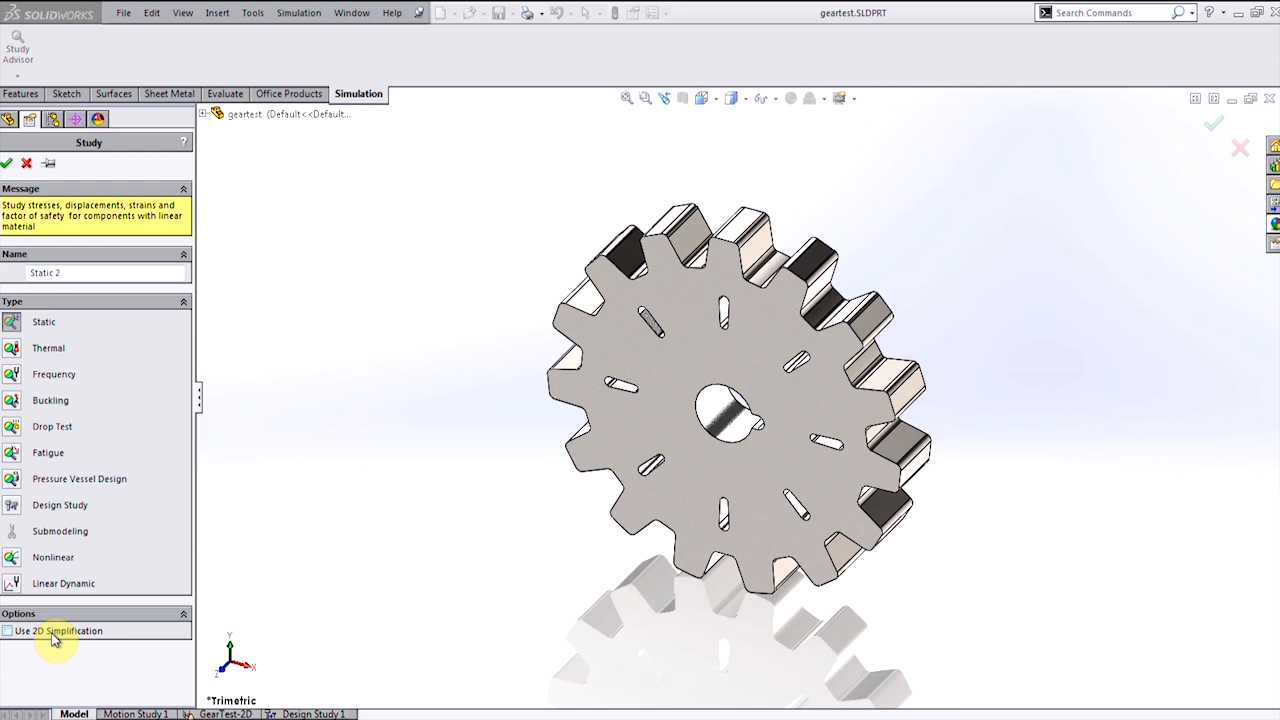 SOLIDWORKS File Edit View Insert Tools Simulation Window Help geartest.SLDPRT Search Commands ?
Study
Advisor
Features Sketch Surfaces Sheet Metal Evaluate Office Products Simulation
geartest (Default<<Default...
Study ?
Message
Study stresses, displacements, strains and
factor of safety for components with linear
material
Name
Static 2
Type
Static
Thermal
Frequency
Buckling
Drop Test
Fatigue
Pressure Vessel Design
Design Study
Submodeling
Nonlinear
Linear Dynamic
Options
Use 2D Simplification
Y
X
Z
*Trimetric
Model Motion Study 1 GearTest-2D Design Study 1